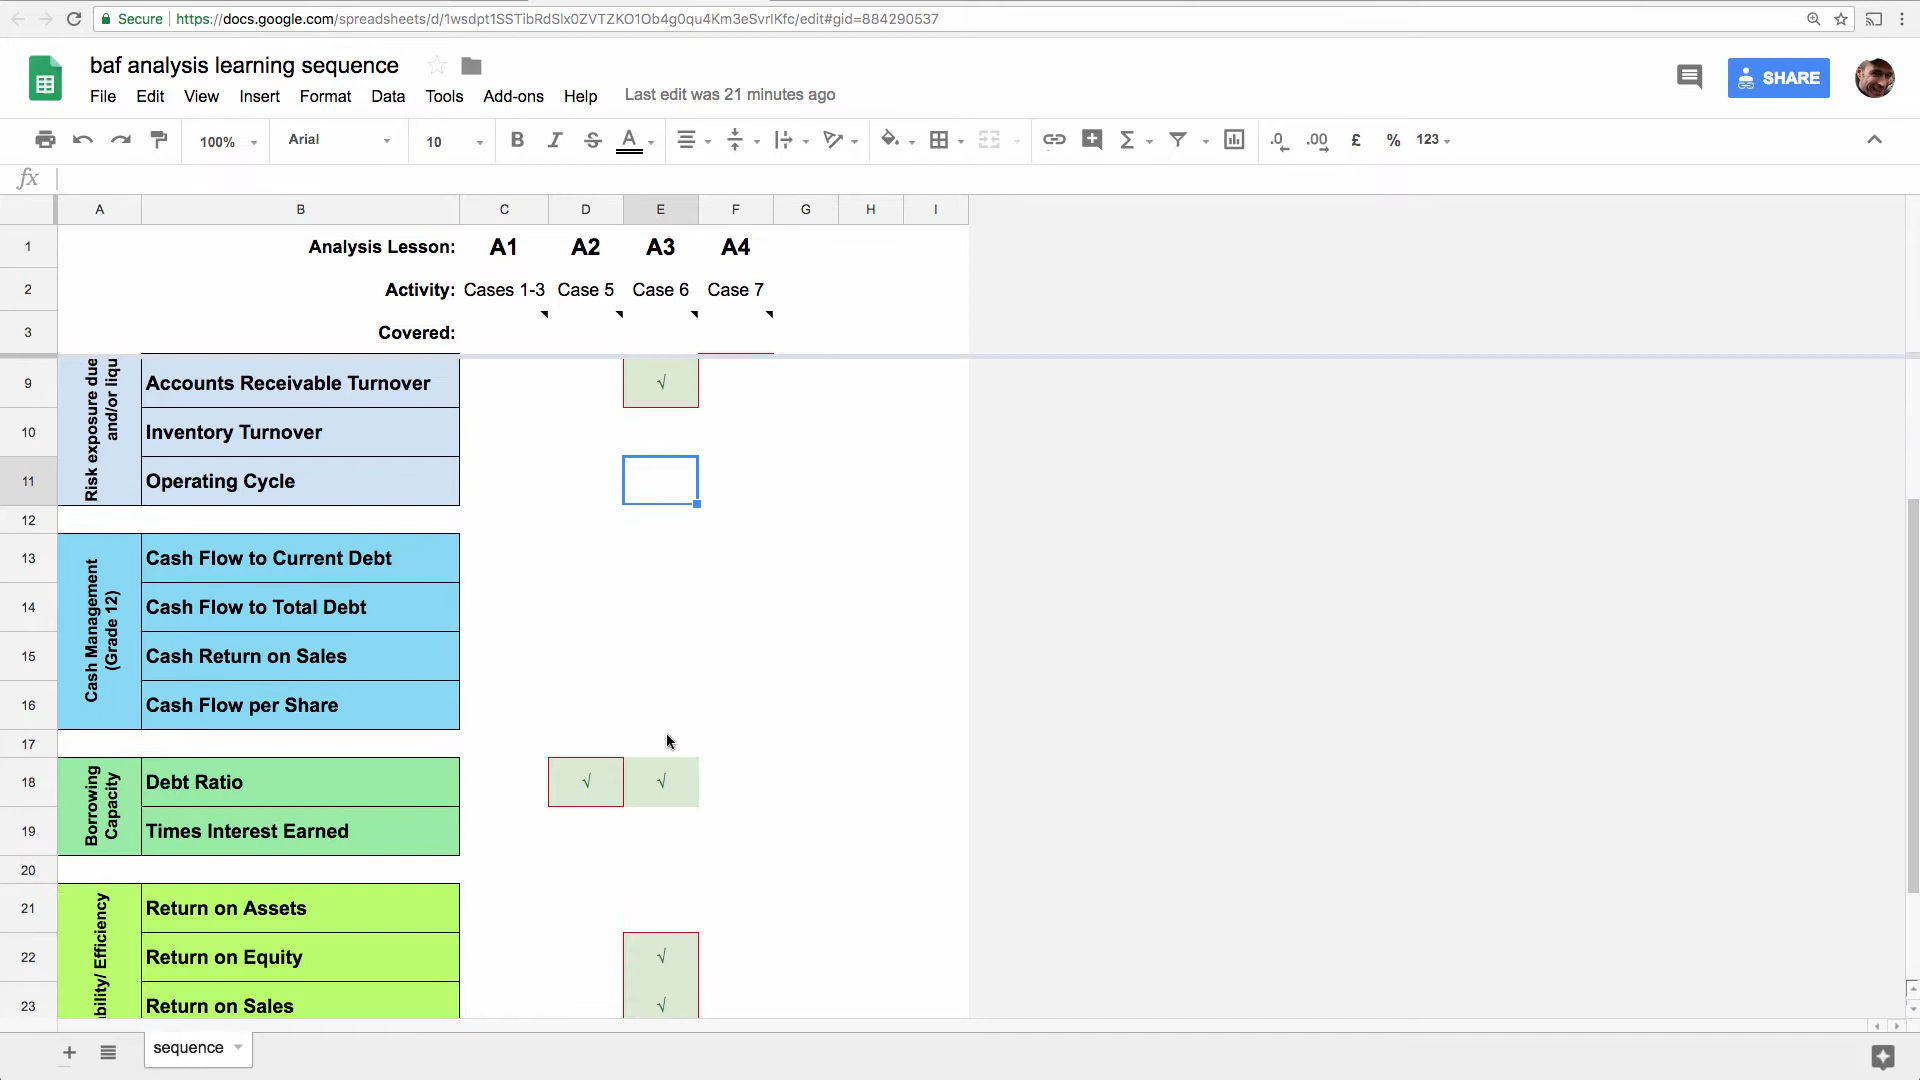 Secure
https://docs.google.com/spreadsheets/d/1wsdpt1SSTibRdSlx0ZVTZKO1Ob4g0qu4Km3eSvrlKfc/edit#gid=884290537
baf analysis learning sequence
File Edit View Insert Format Data Tools Add-ons Help Last edit was 21 minutes ago
SHARE
100% Arial 10 B I S A Σ .0 .00 £ % 123
fx
A B C D E F G H I
1 Analysis Lesson: A1 A2 A3 A4
2 Activity: Cases 1-3 Case 5 Case 6 Case 7
3 Covered:
Risk exposure due
and/or liqu
9 Accounts Receivable Turnover √
10 Inventory Turnover
11 Operating Cycle
12
Cash Management
(Grade 12)
13 Cash Flow to Current Debt
14 Cash Flow to Total Debt
15 Cash Return on Sales
16 Cash Flow per Share
17
Borrowing
Capacity
18 Debt Ratio √ √
19 Times Interest Earned
20
bility/ Efficiency
21 Return on Assets
22 Return on Equity √
23 Return on Sales √
sequence